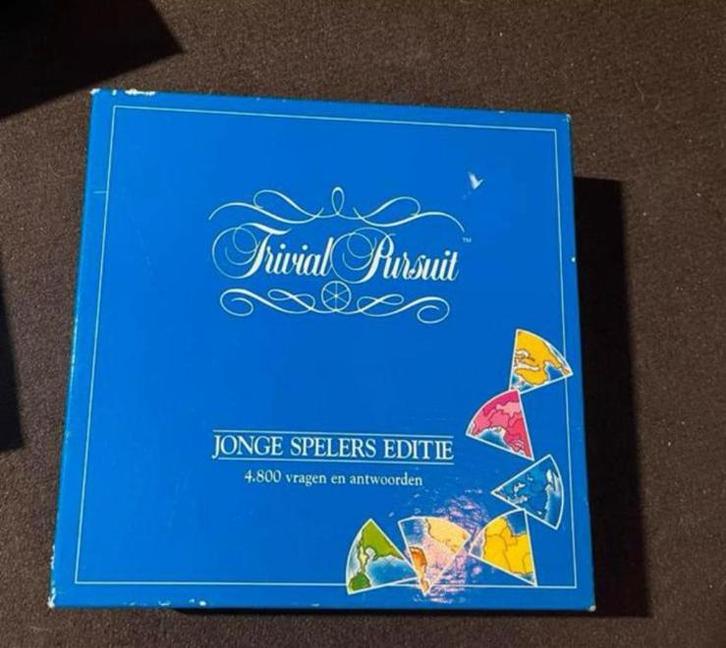 Trivial Pursuit™
JONGE SPELERS EDITIE
4.800 vragen en antwoorden